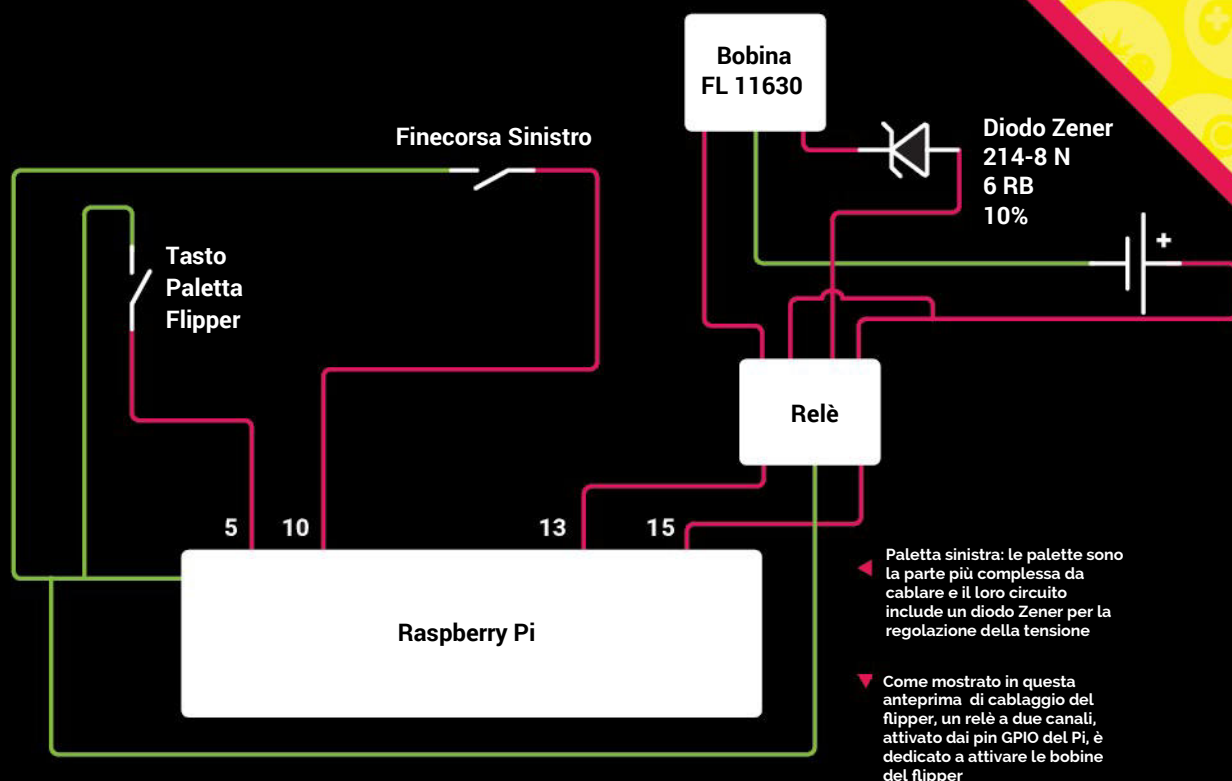 Bobina
FL 11630
Finecorsa Sinistro
Diodo Zener
214-8 N
6 RB
10%
+
Tasto
Paletta
Flipper
Relè
5
10
13
15
Raspberry Pi
Paletta sinistra: le palette sono
la parte più complessa da
cablare e il loro circuito
include un diodo Zener per la
regolazione della tensione
Come mostrato in questa
anteprima di cablaggio del
flipper, un relè a due canali,
attivato dai pin GPIO del Pi, è
dedicato a attivare le bobine
del flipper